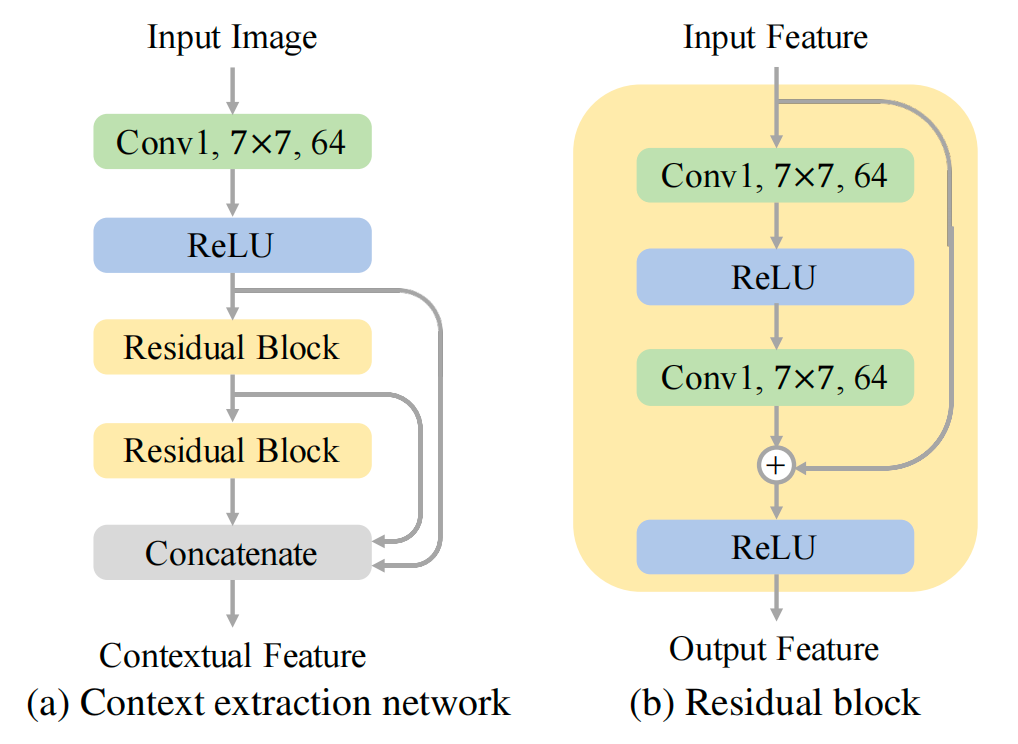 Input Image
Conv1, 7×7, 64
ReLU
Residual Block
Residual Block
Concatenate
Contextual Feature
(a) Context extraction network
Input Feature
Conv1, 7×7, 64
ReLU
Conv1, 7×7, 64
+
ReLU
Output Feature
(b) Residual block